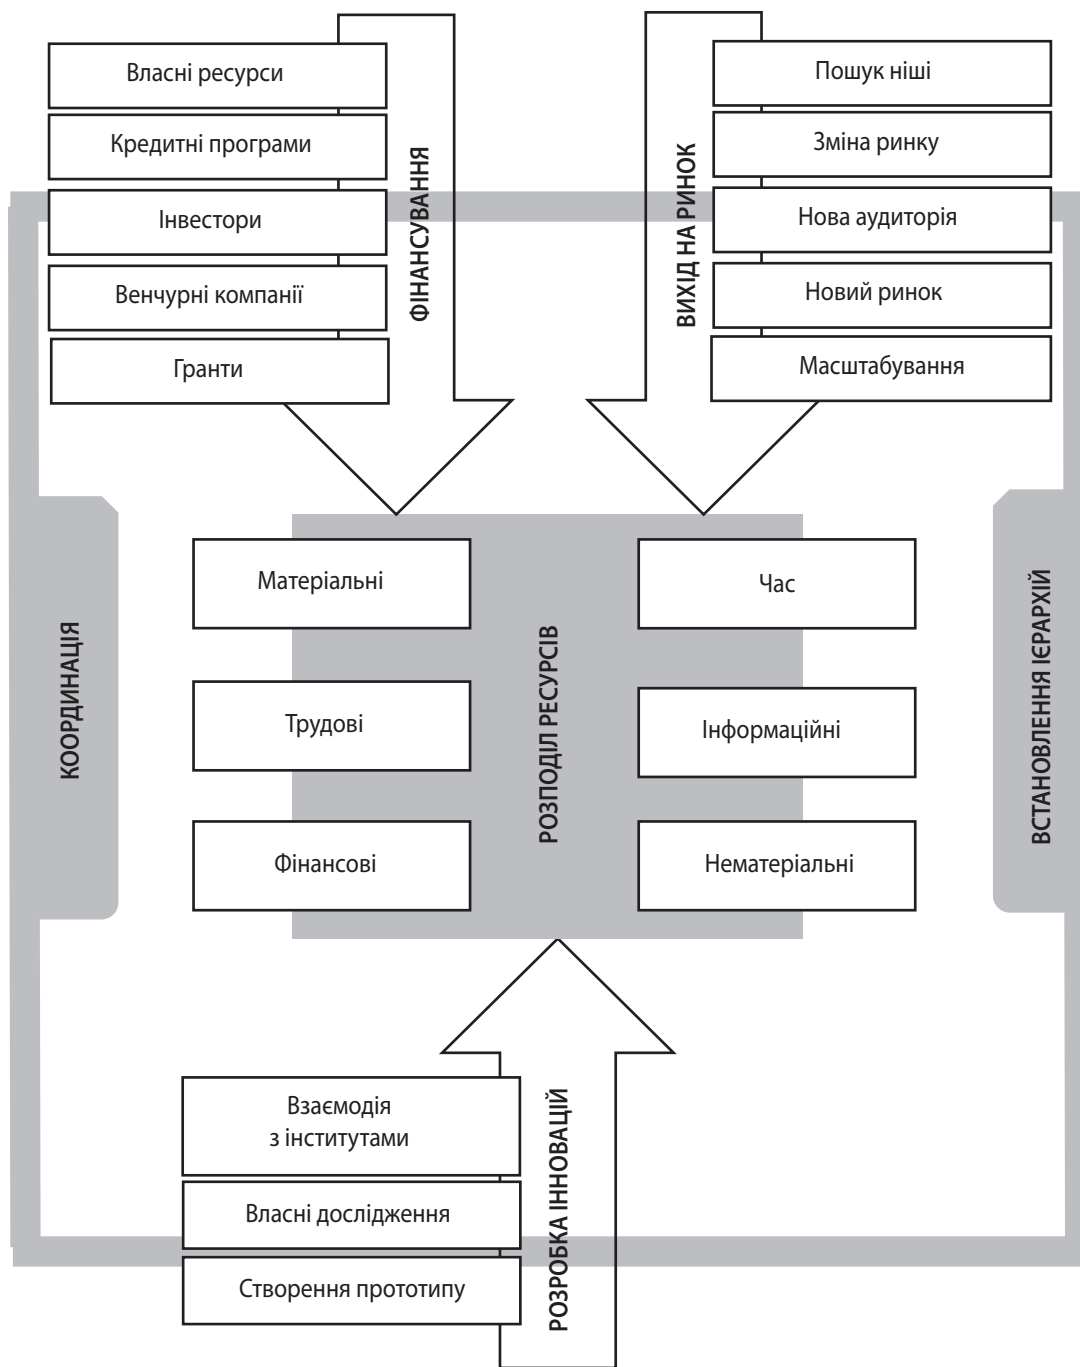 Власні ресурси
Кредитні програми
Інвестори
Венчурні компанії
Гранти
ФІНАНСУВАННЯ
ВИХІД НА РИНОК
Пошук ніші
Зміна ринку
Нова аудиторія
Новий ринок
Масштабування
КООРДИНАЦІЯ
Матеріальні
Трудові
Фінансові
РОЗПОДІЛ РЕСУРСІВ
Час
Інформаційні
Нематеріальні
ВСТАНОВЛЕННЯ ІЄРАРХІЙ
Взаємодія
з інститутами
Власні дослідження
Створення прототипу
РОЗРОБКА ІННОВАЦІЙ